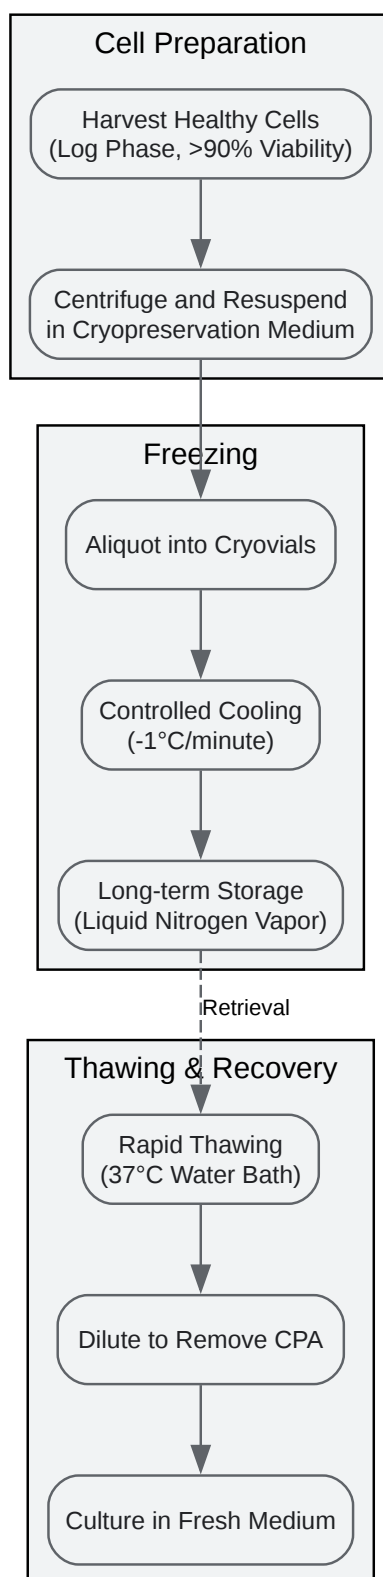 Cell Preparation
Harvest Healthy Cells
(Log Phase, >90% Viability)
Centrifuge and Resuspend
in Cryopreservation Medium
Freezing
Aliquot into Cryovials
Controlled Cooling
(-1°C/minute)
Long-term Storage
(Liquid Nitrogen Vapor)
Retrieval
Thawing & Recovery
Rapid Thawing
(37°C Water Bath)
Dilute to Remove CPA
Culture in Fresh Medium